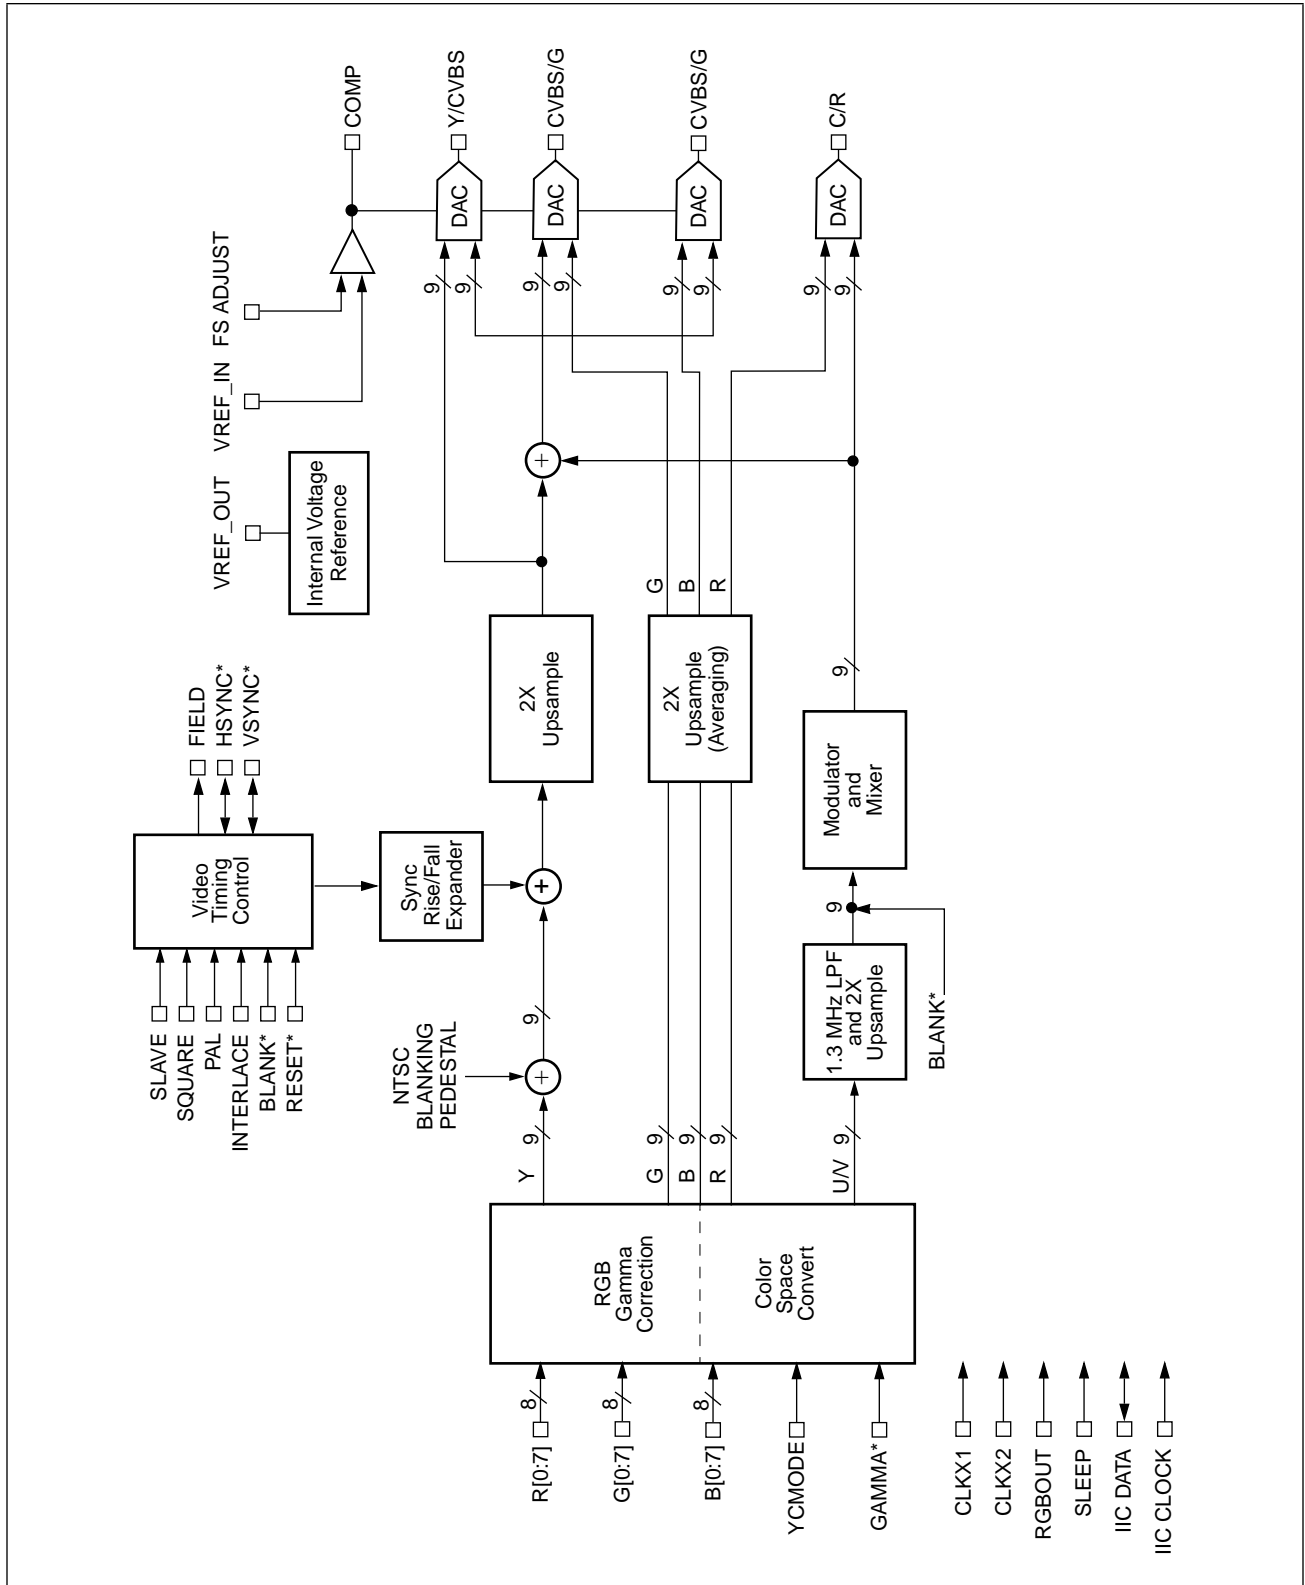 SLAVE
SQUARE
PAL
INTERLACE
BLANK*
RESET*
Video
Timing
Control
FIELD
HSYNC*
VSYNC*
VREF_OUT
VREF_IN
FS ADJUST
Internal Voltage
Reference
COMP
Sync
Rise/Fall
Expander
NTSC
BLANKING
PEDESTAL
R[0:7]
8
G[0:7]
8
B[0:7]
8
YCMODE
GAMMA*
RGB
Gamma
Correction
Color
Space
Convert
Y
9
+
9
+
2X
Upsample
+
G
9
B
9
R
9
2X
Upsample
(Averaging)
G
B
R
U/V
9
1.3 MHz LPF
and 2X
Upsample
9
BLANK*
Modulator
and
Mixer
9
9
9
DAC
Y/CVBS
9
9
DAC
CVBS/G
9
9
DAC
CVBS/G
9
9
DAC
C/R
CLKX1
CLKX2
RGBOUT
SLEEP
IIC DATA
IIC CLOCK